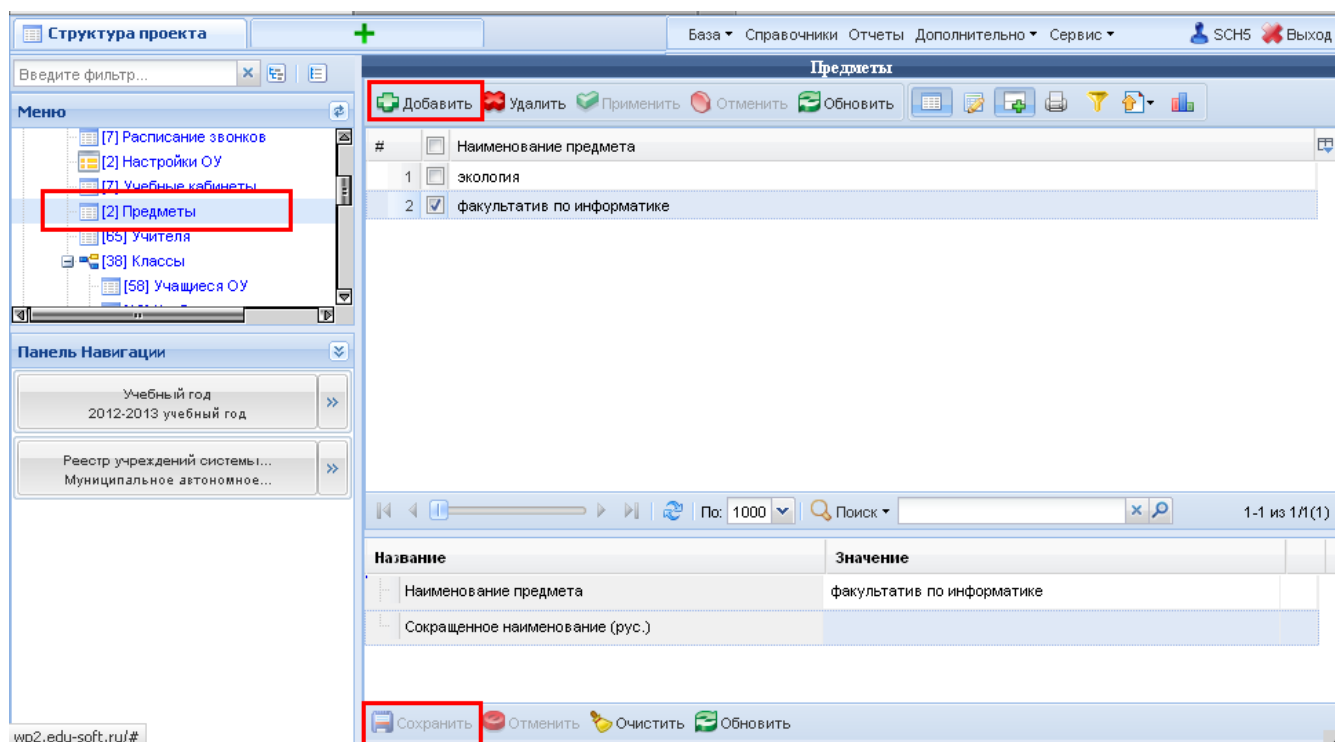 Структура проекта
База Справочники Отчеты Дополнительно Сервис SCH5 Выход
Введите фильтр...
Предметы
Добавить Удалить Применить Отменить Обновить
Меню
[7] Расписание звонков
[2] Настройки ОУ
[7] Учебные кабинеты
[2] Предметы
[65] Учителя
[38] Классы
[58] Учащиеся ОУ
# Наименование предмета
1 экология
2 факультатив по информатике
Панель Навигации
Учебный год
2012-2013 учебный год
Реестр учреждений системы...
Муниципальное автономное...
По: 1000 Поиск 1-1 из 1/1(1)
Название Значение
Наименование предмета факультатив по информатике
Сокращенное наименование (рус.)
Сохранить Отменить Очистить Обновить
wp2.edu-soft.ru/#